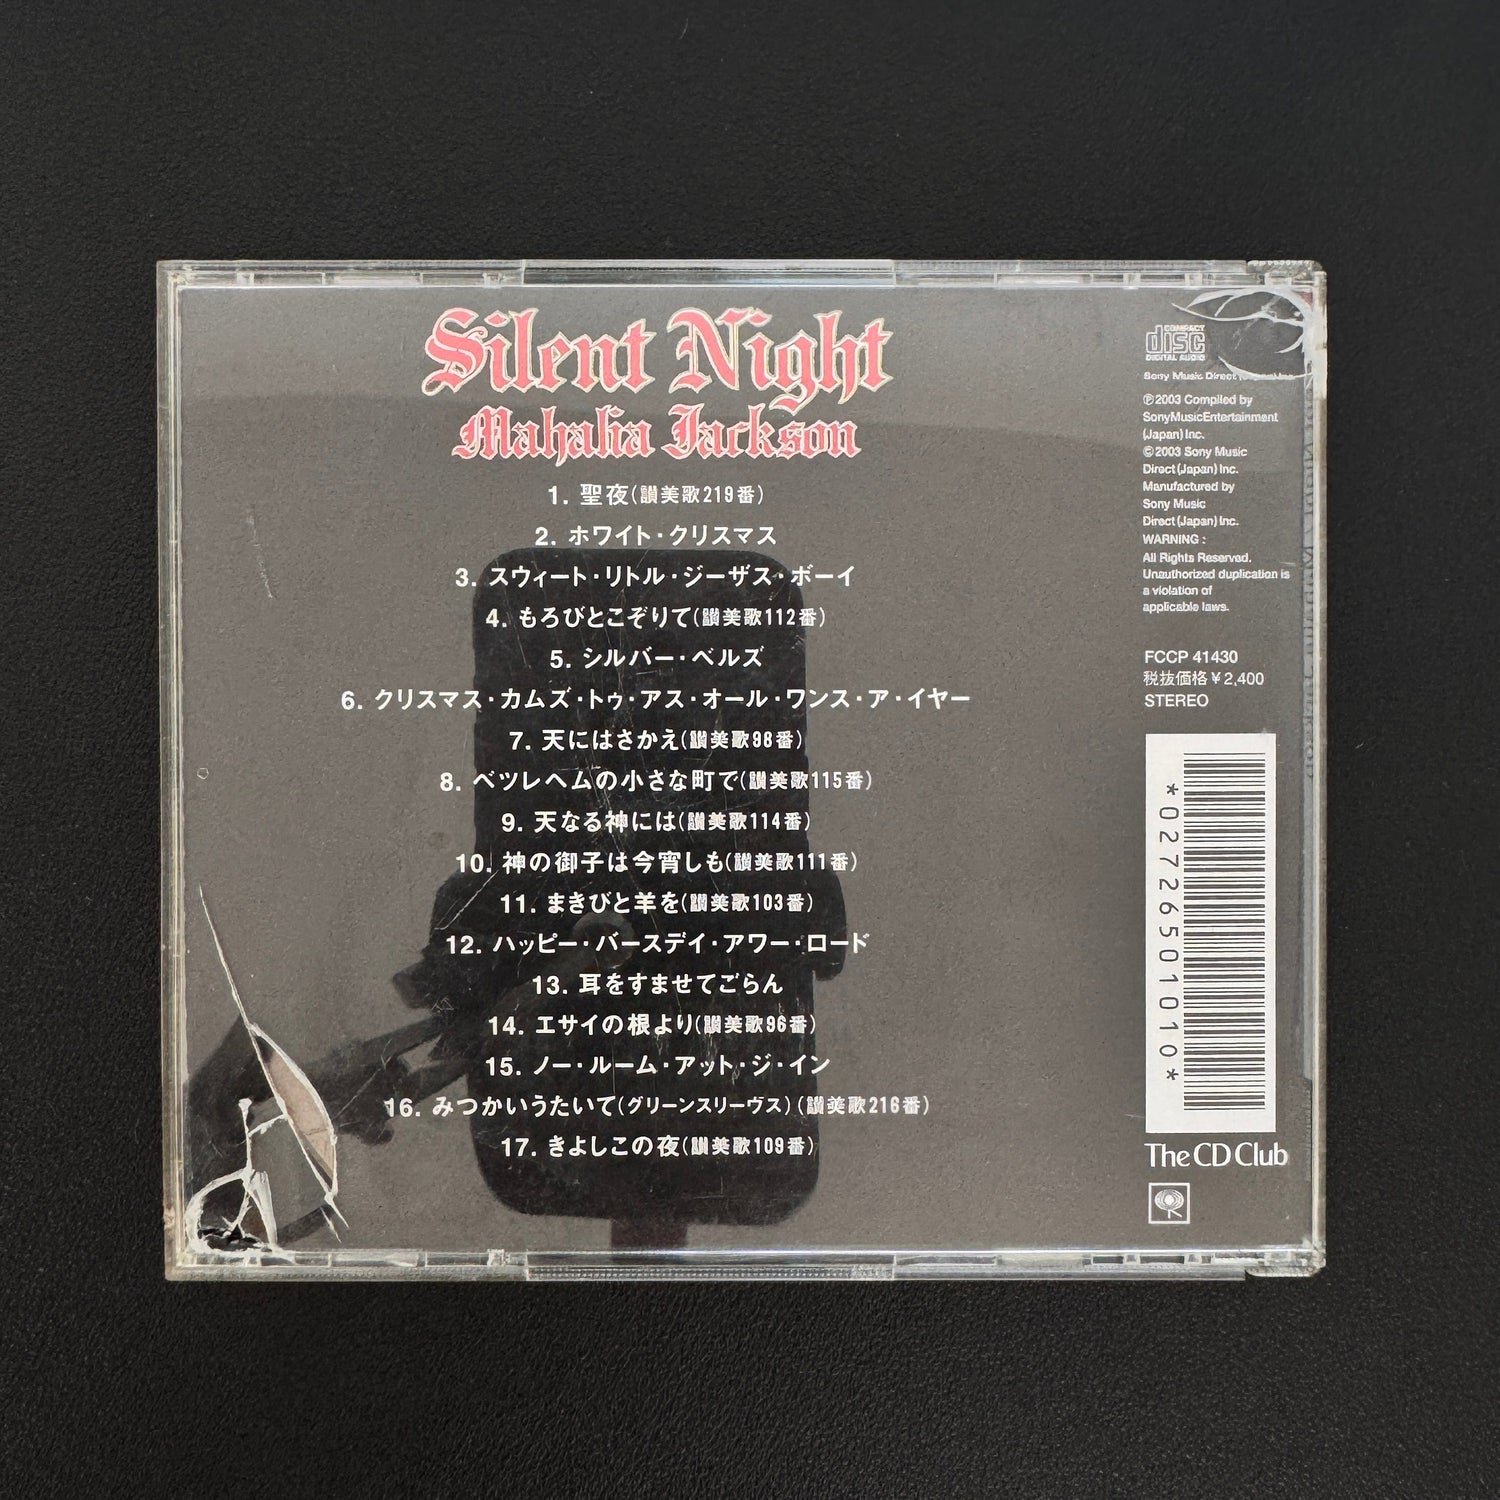 Silent Night
Mahalia Jackson
1. 聖夜(讃美歌219番)
2. ホワイト・クリスマス
3. スウィート・リトル・ジーザス・ボーイ
4. もろびとこぞりて(讃美歌112番)
5. シルバー・ベルズ
6. クリスマス・カムズ・トゥ・アス・オール・ワンス・ア・イヤー
7. 天にはさかえ(讃美歌98番)
8. ベツレヘムの小さな町で(讃美歌115番)
9. 天なる神には(讃美歌114番)
10. 神の御子は今宵しも(讃美歌111番)
11. まきびと羊を(讃美歌103番)
12. ハッピー・バースデイ・アワー・ロード
13. 耳をすませてごらん
14. エサイの根より(讃美歌96番)
15. ノー・ルーム・アット・ジ・イン
16. みつかいうたいて(グリーンスリーヴス)(讃美歌216番)
17. きよしこの夜(讃美歌109番)
COMPACT
disc
DIGITAL AUDIO
Sony Music Direct (Japan) Inc.
℗2003 Compiled by
SonyMusicEntertainment
(Japan) Inc.
©2003 Sony Music
Direct (Japan) Inc.
Manufactured by
Sony Music
Direct (Japan) Inc.
WARNING :
All Rights Reserved.
Unauthorized duplication is
a violation of
applicable laws.
FCCP 41430
税抜価格￥2,400
STEREO
*02726501010*
The CD Club